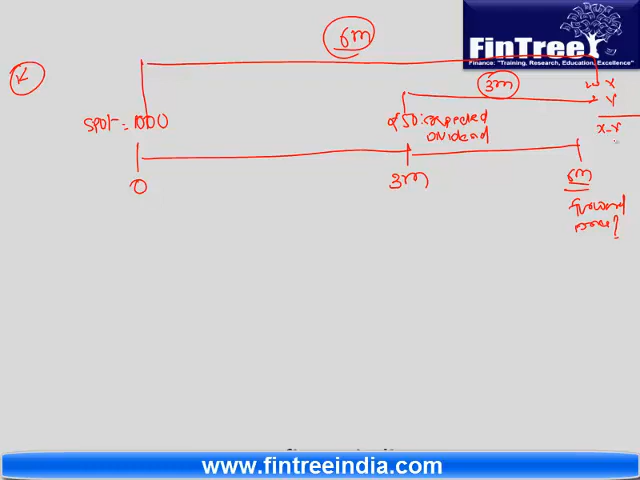 6m
FinTree
Finance: "Training, Research, Education, Excellence"
K
3m
X
Y
X-Y
SPOT = 1000
₹50: expected
Dividend
0
3m
6m
forward
price?
www.fintreeindia.com